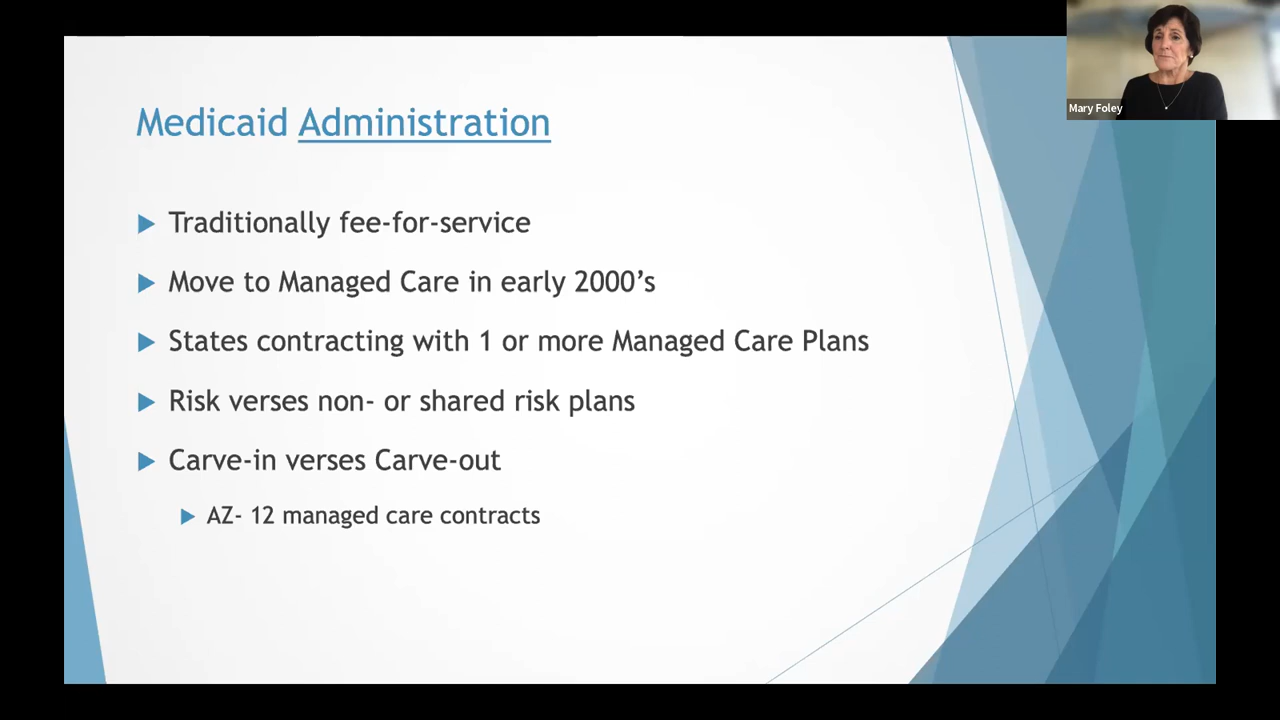 Mary Foley
Medicaid Administration
Traditionally fee-for-service
Move to Managed Care in early 2000's
States contracting with 1 or more Managed Care Plans
Risk verses non- or shared risk plans
Carve-in verses Carve-out
AZ- 12 managed care contracts